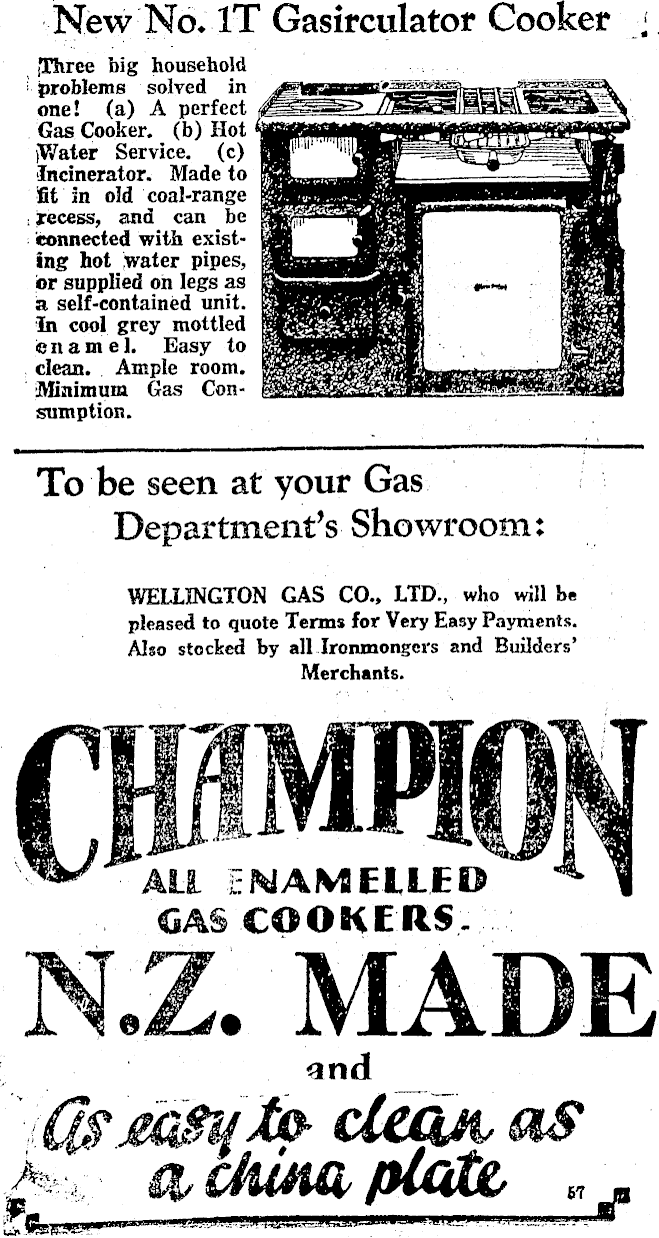 New No. 1T Gasirculator Cooker
Three big household
problems solved in
one! (a) A perfect
Gas Cooker. (b) Hot
Water Service. (c)
Incinerator. Made to
fit in old coal-range
recess, and can be
connected with exist-
ing hot water pipes,
or supplied on legs as
a self-contained unit.
In cool grey mottled
enamel. Easy to
clean. Ample room.
Minimum Gas Con-
sumption.
To be seen at your Gas
Department's Showroom:
WELLINGTON GAS CO., LTD., who will be
pleased to quote Terms for Very Easy Payments.
Also stocked by all Ironmongers and Builders'
Merchants.
CHAMPION
ALL ENAMELLED
GAS COOKERS.
N.Z. MADE
and
As easy to clean as
a china plate
57